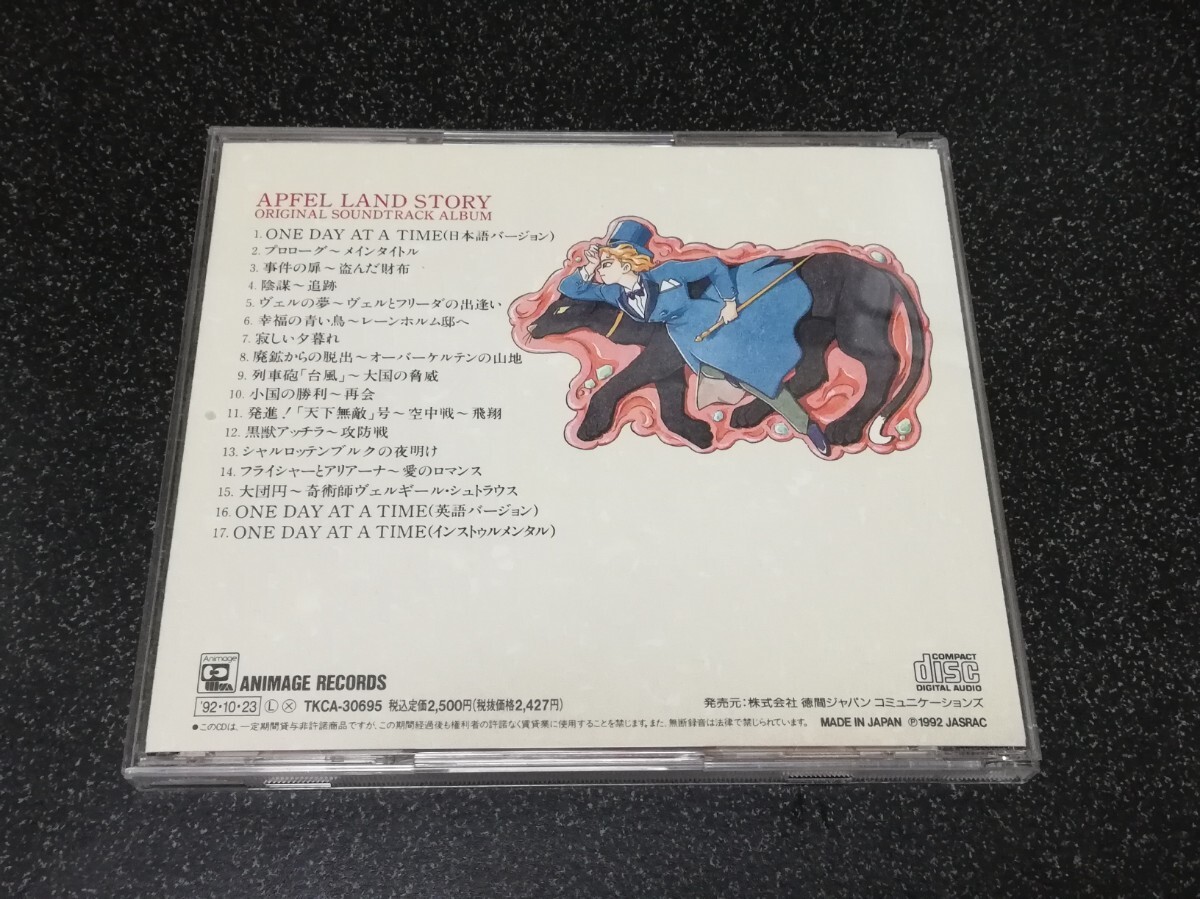 APFEL LAND STORY
ORIGINAL SOUNDTRACK ALBUM
1. ONE DAY AT A TIME(日本語バージョン)
2. プロローグ〜メインタイトル
3. 事件の扉〜盗んだ財布
4. 陰謀〜追跡
5. ヴェルの夢〜ヴェルとフリーダの出逢い
6. 幸福の青い鳥〜レーンホルム邸へ
7. 寂しい夕暮れ
8. 廃鉱からの脱出〜オーバーケルテンの山地
9. 列車砲「台風」〜大国の脅威
10. 小国の勝利〜再会
11. 発進!「天下無敵」号〜空中戦〜飛翔
12. 黒獣アッチラ〜攻防戦
13. シャルロッテンブルクの夜明け
14. フライシャーとアリアーナ〜愛のロマンス
15. 大団円〜奇術師ヴェルギール・シュトラウス
16. ONE DAY AT A TIME(英語バージョン)
17. ONE DAY AT A TIME(インストゥルメンタル)
Animage
ANIMAGE RECORDS
COMPACT
disc
DIGITAL AUDIO
'92・10・23 Ⓛ Ⓧ TKCA-30695 税込定価2,500円(税抜価格2,427円)
発売元:株式会社 徳間ジャパン コミュニケーションズ
●このCDは、一定期間貸与非許諾商品ですが、この期間経過後も権利者の許諾なく賃貸業に使用することを禁じます。また、無断録音は法律で禁じられています。
MADE IN JAPAN ℗1992 JASRAC